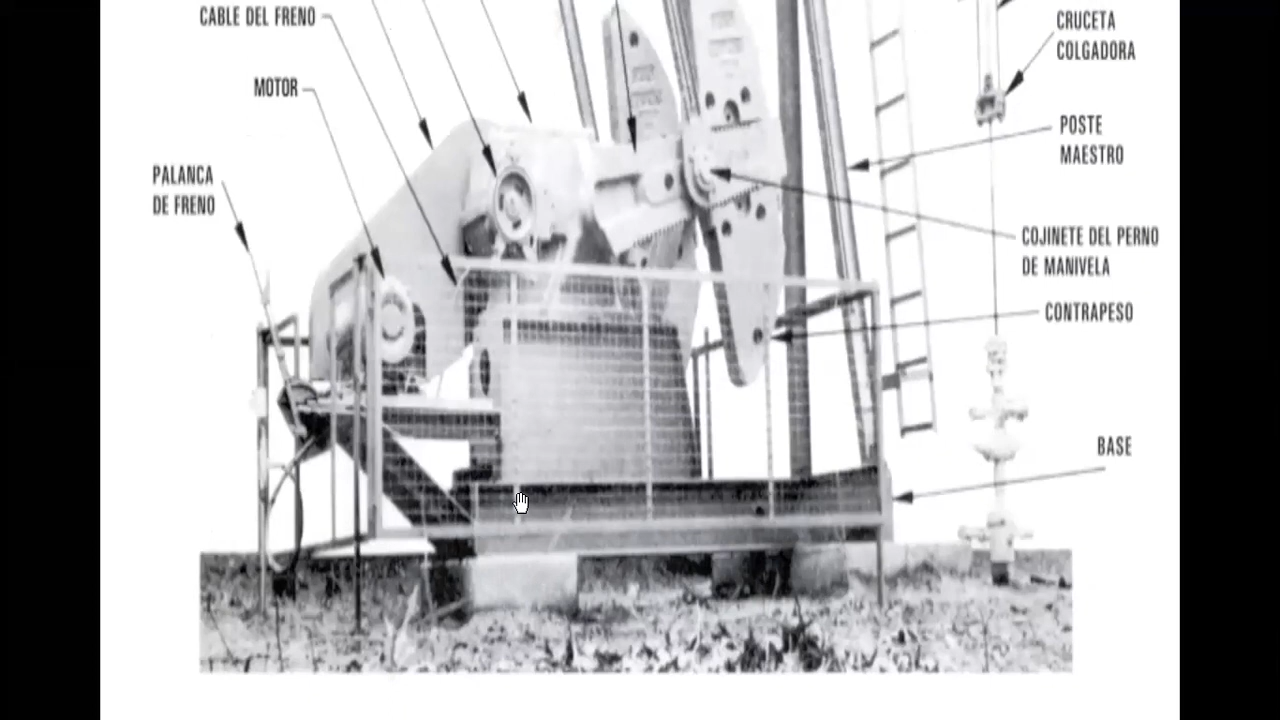 CABLE DEL FRENO
MOTOR
PALANCA
DE FRENO
CRUCETA
COLGADORA
POSTE
MAESTRO
COJINETE DEL PERNO
DE MANIVELA
CONTRAPESO
BASE